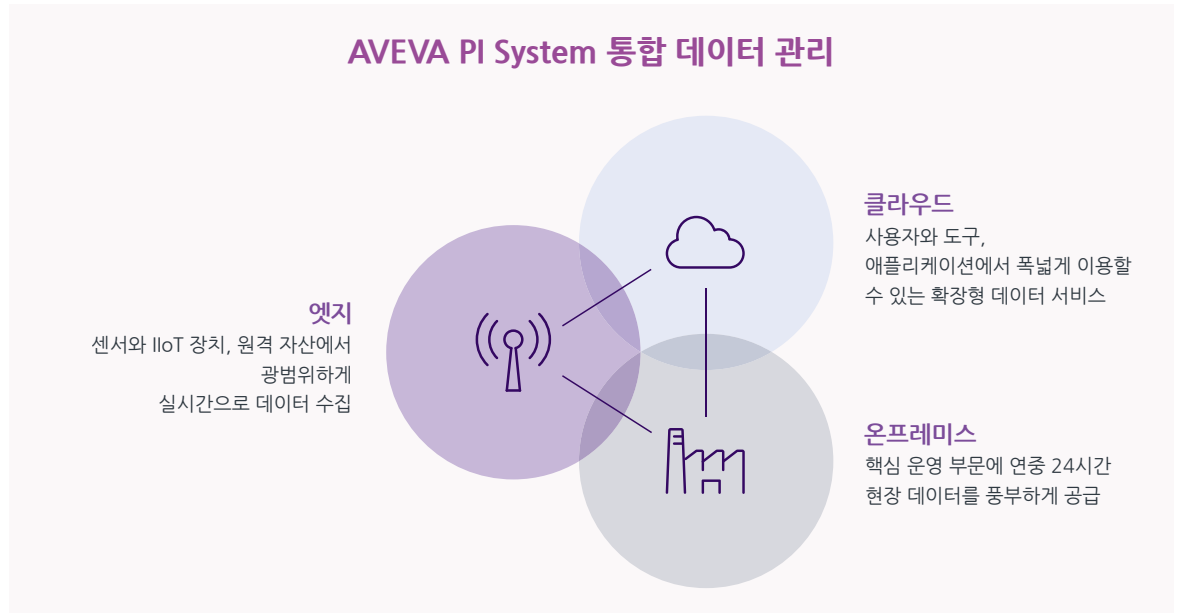 AVEVA PI System 통합 데이터 관리
클라우드
사용자와 도구,
애플리케이션에서 폭넓게 이용할
수 있는 확장형 데이터 서비스
엣지
센서와 IIoT 장치, 원격 자산에서
광범위하게
실시간으로 데이터 수집
온프레미스
핵심 운영 부문에 연중 24시간
현장 데이터를 풍부하게 공급